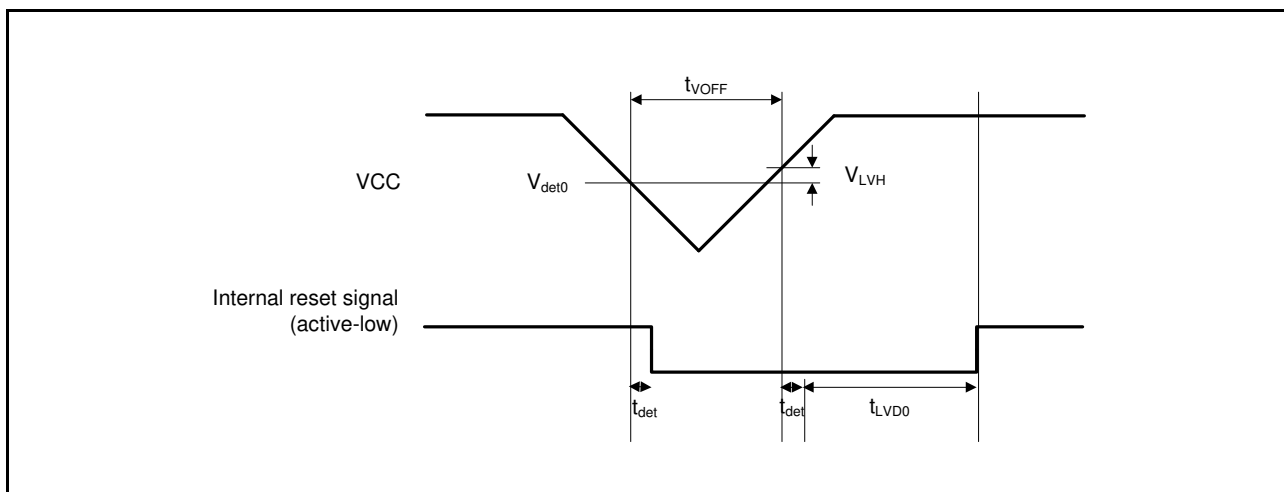 tVOFF
VCC
Vdet0
VLVH
Internal reset signal
(active-low)
tdet
tdet
tLVD0